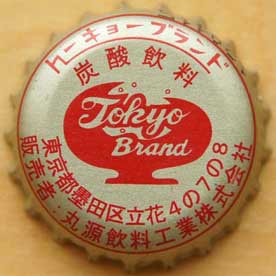 トーキョーブランド
炭酸飲料
Tokyo
Brand
東京都墨田区立花4の7の8
販売者・丸源飲料工業株式会社